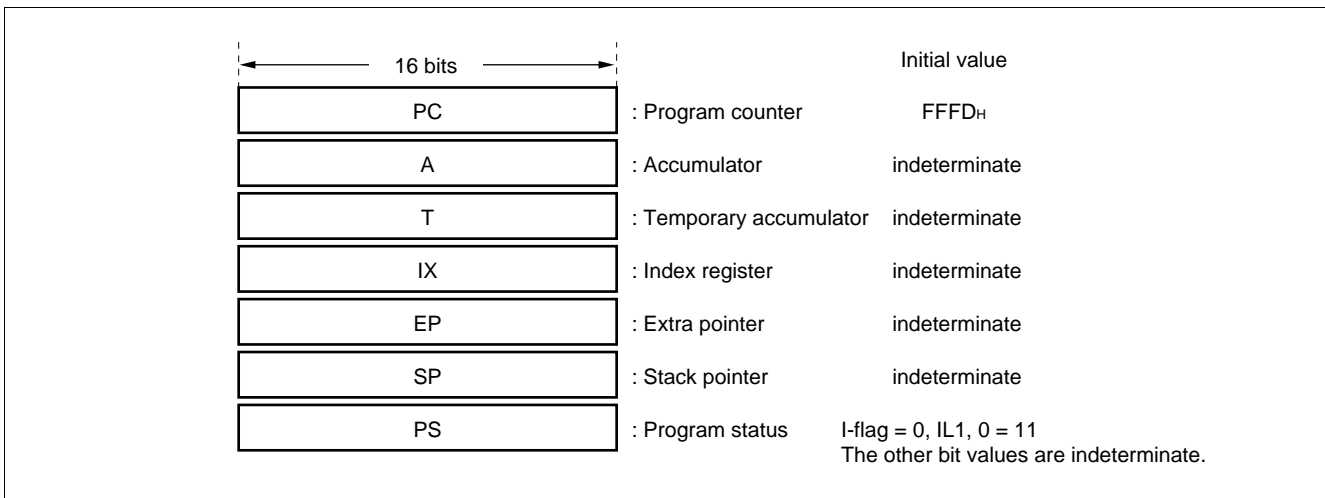 16 bits Initial value
PC : Program counter FFFDH
A : Accumulator indeterminate
T : Temporary accumulator indeterminate
IX : Index register indeterminate
EP : Extra pointer indeterminate
SP : Stack pointer indeterminate
PS : Program status I-flag = 0, IL1, 0 = 11
The other bit values are indeterminate.